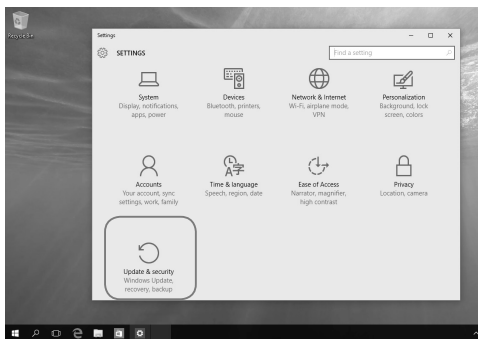 Recycle Bin
Settings
SETTINGS
Find a setting
System
Display, notifications,
apps, power
Devices
Bluetooth, printers,
mouse
Network & Internet
Wi-Fi, airplane mode,
VPN
Personalization
Background, lock
screen, colors
Accounts
Your account, sync
settings, work, family
Time & language
Speech, region, date
Ease of Access
Narrator, magnifier,
high contrast
Privacy
Location, camera
Update & security
Windows Update,
recovery, backup